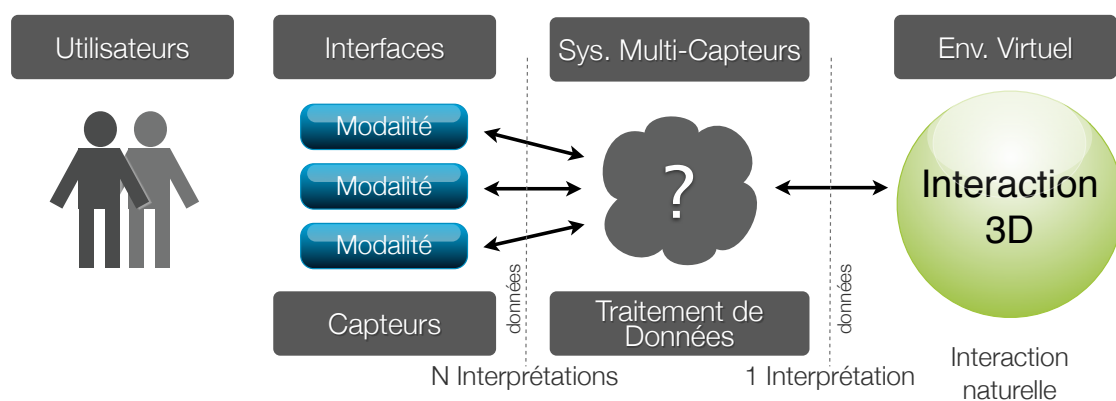 Utilisateurs
Interfaces
Sys. Multi-Capteurs
Env. Virtuel
Modalité
Modalité
Modalité
?
Interaction
3D
données
données
Capteurs
Traitement de
Données
N Interprétations
1 Interprétation
Interaction
naturelle